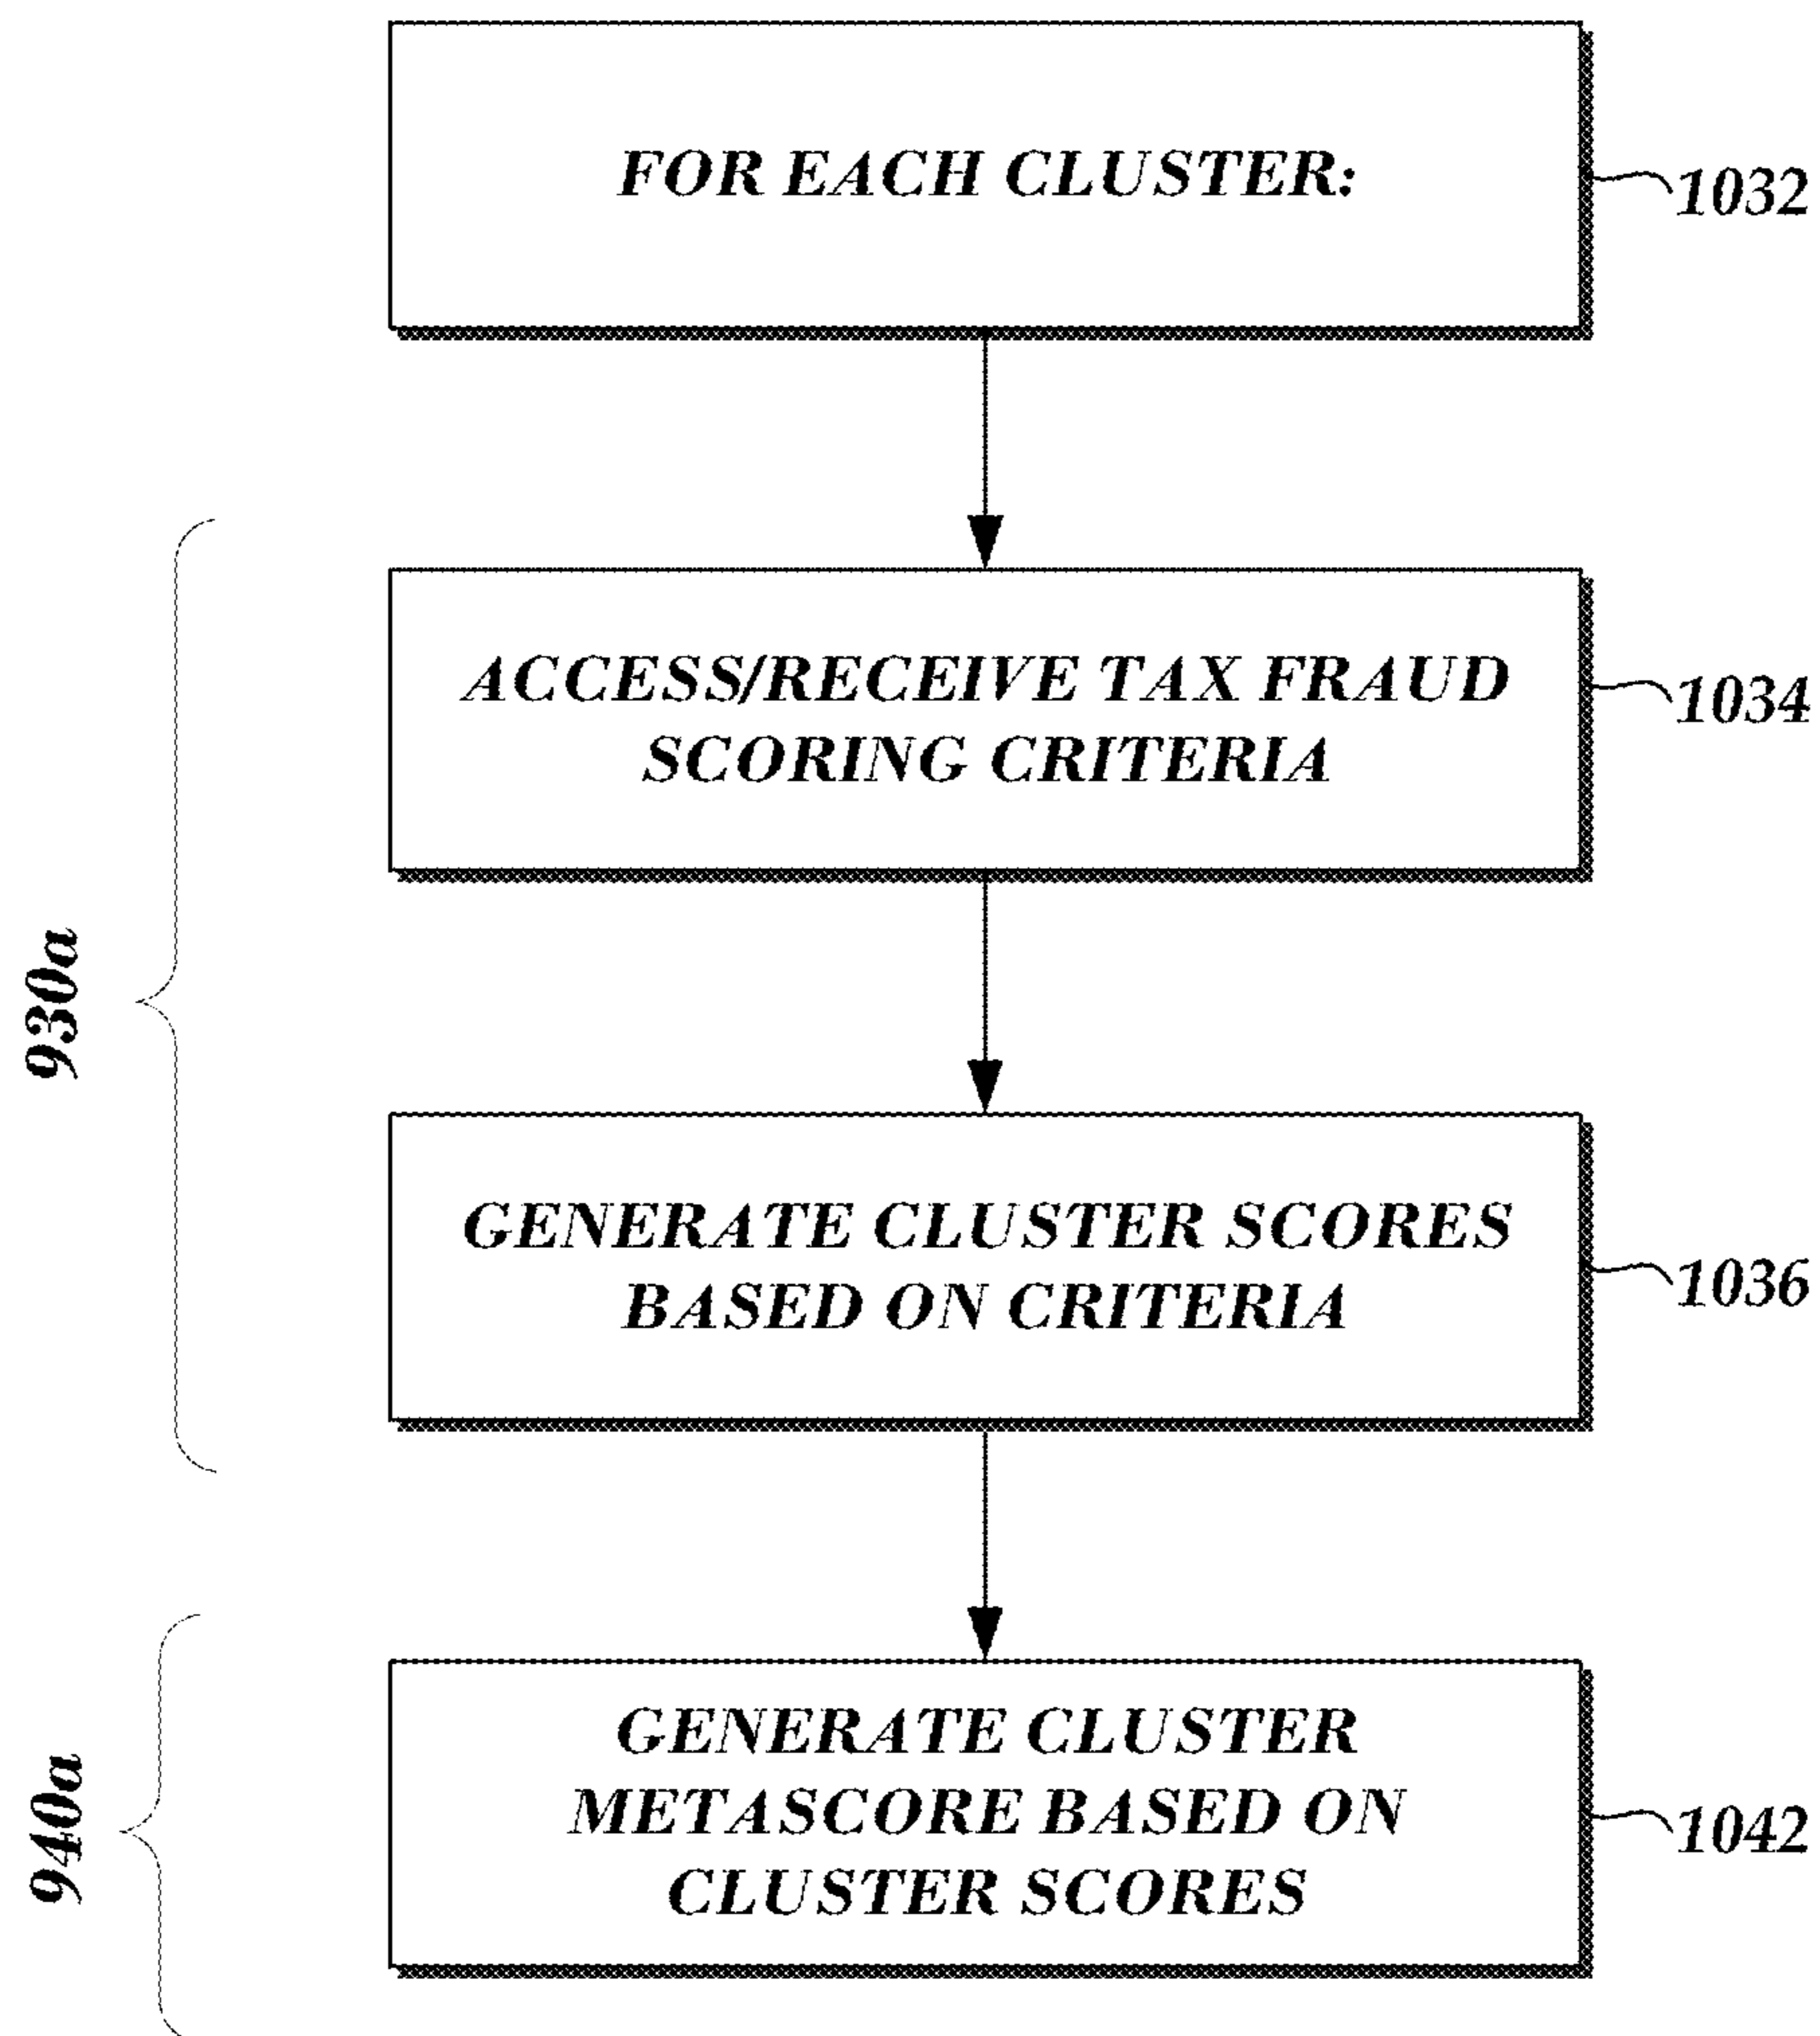 FOR EACH CLUSTER:
1032
ACCESS/RECEIVE TAX FRAUD
SCORING CRITERIA
1034
930a
GENERATE CLUSTER SCORES
BASED ON CRITERIA
1036
GENERATE CLUSTER
METASCORE BASED ON
CLUSTER SCORES
1042
940a